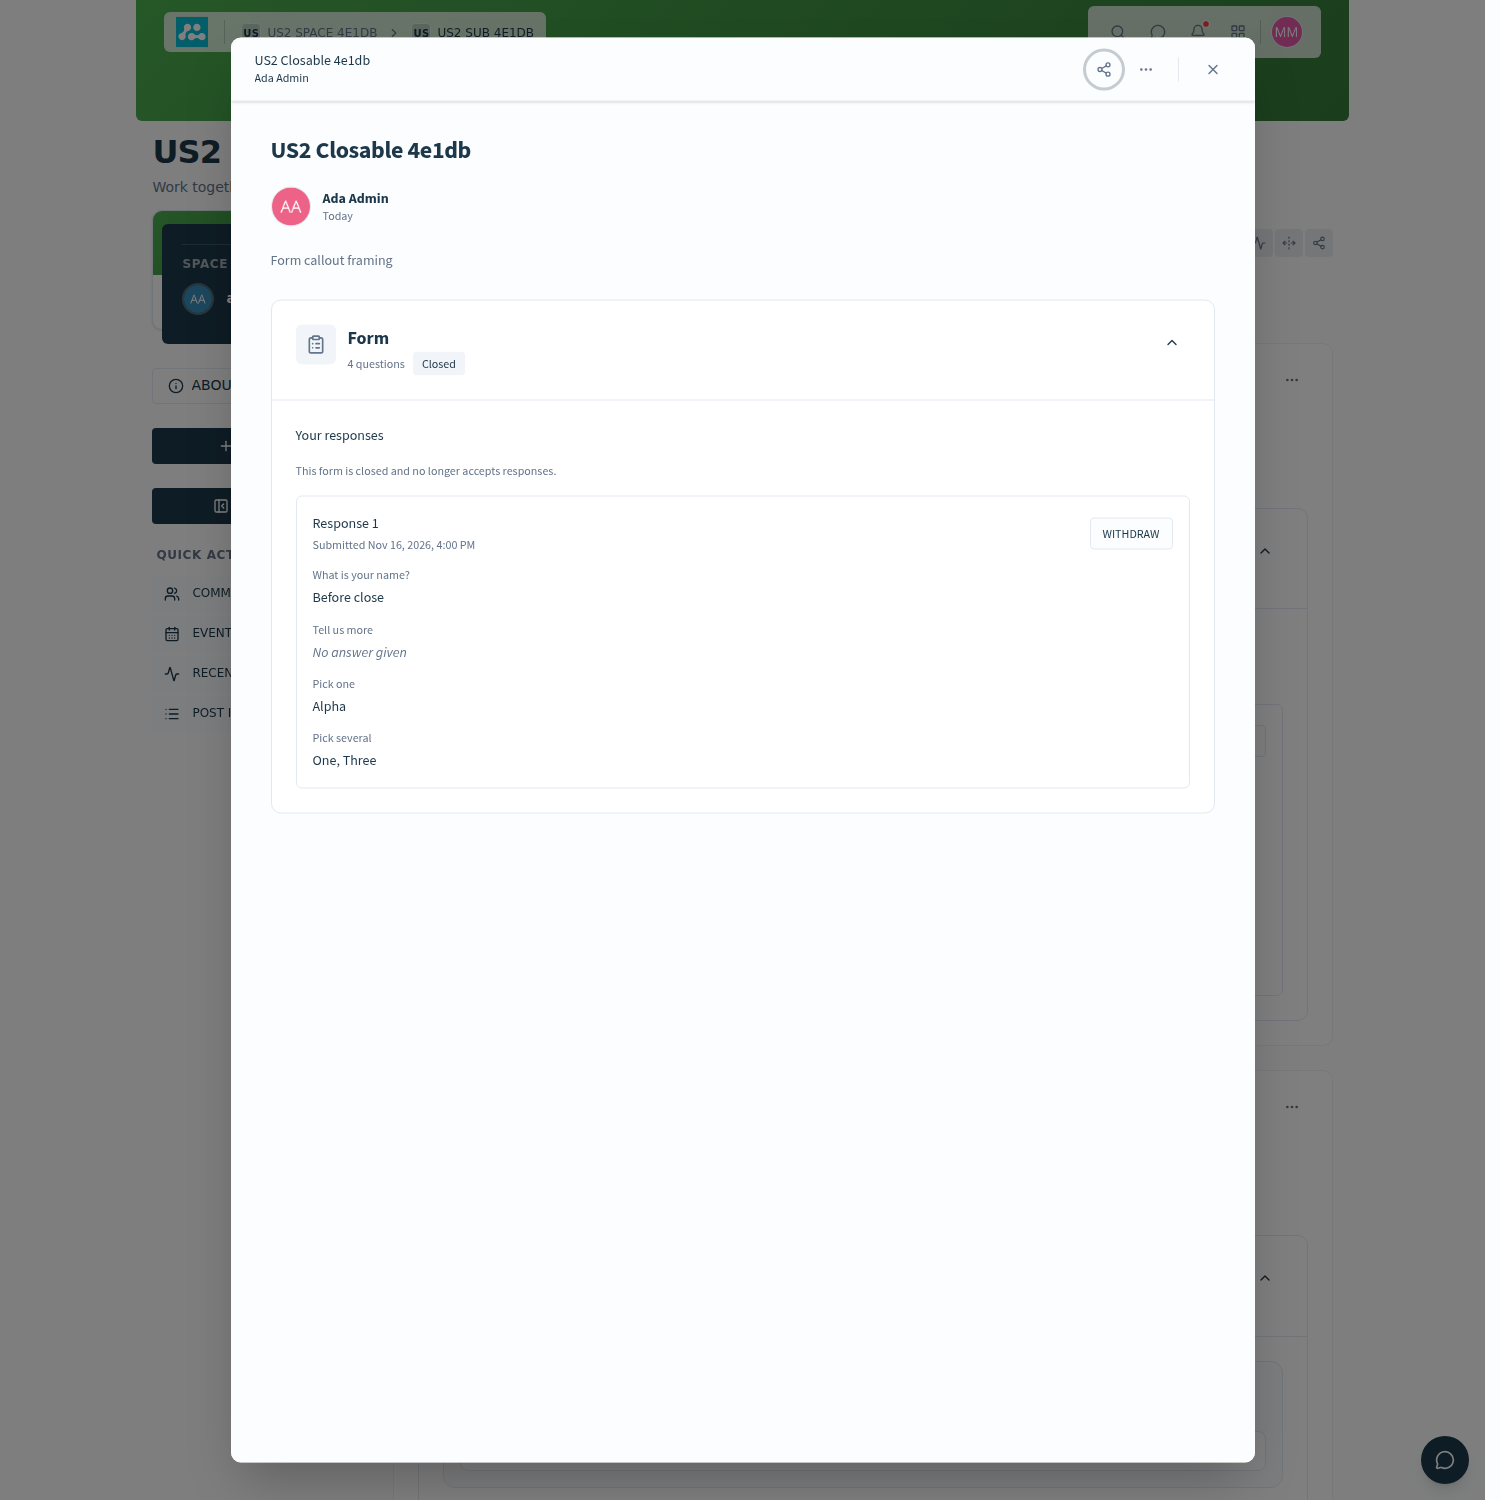 US US2 SPACE 4E1DB > US US2 SUB 4E1DB
MM
US2 Closable 4e1db
Ada Admin
US2
Work toget
SPACE
AA
ABOU
QUICK ACT
COMM
EVENT
RECEN
POST
US2 Closable 4e1db
AA
Ada Admin
Today
Form callout framing
Form
4 questions Closed
Your responses
This form is closed and no longer accepts responses.
Response 1
WITHDRAW
Submitted Nov 16, 2026, 4:00 PM
What is your name?
Before close
Tell us more
No answer given
Pick one
Alpha
Pick several
One, Three